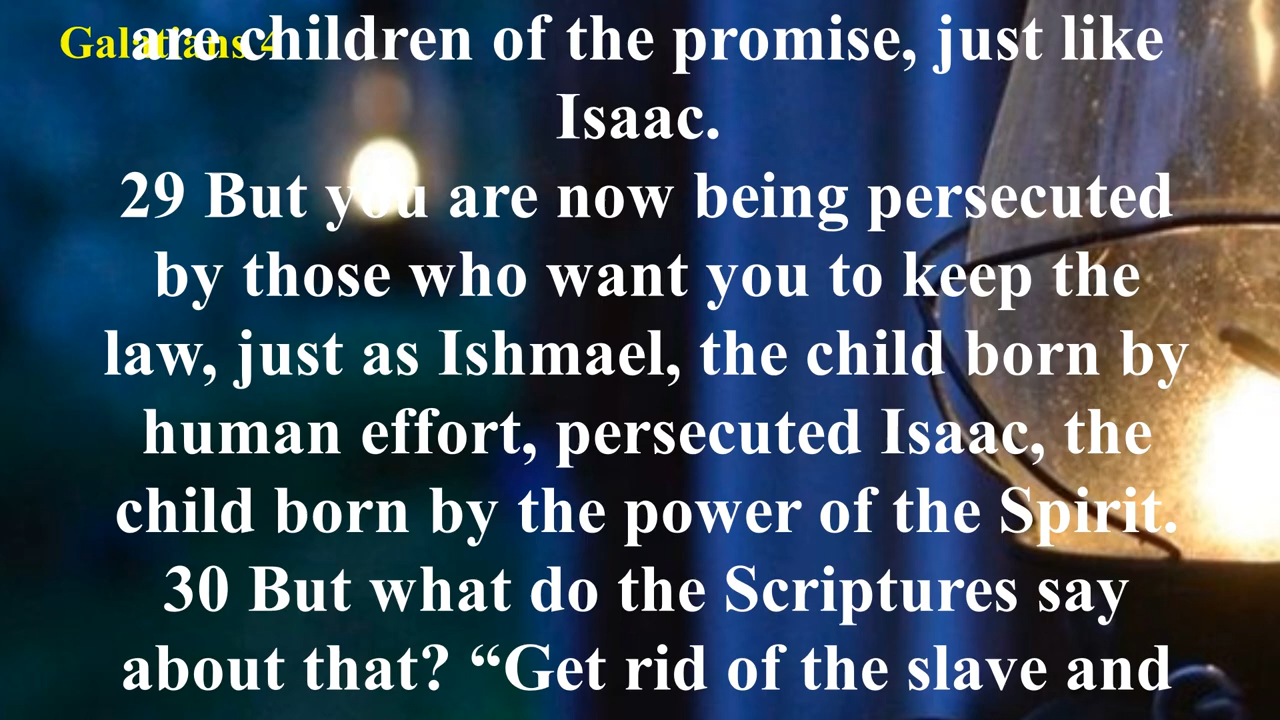 Galatians 4
are children of the promise, just like
Isaac.
29 But you are now being persecuted
by those who want you to keep the
law, just as Ishmael, the child born by
human effort, persecuted Isaac, the
child born by the power of the Spirit.
30 But what do the Scriptures say
about that? “Get rid of the slave and